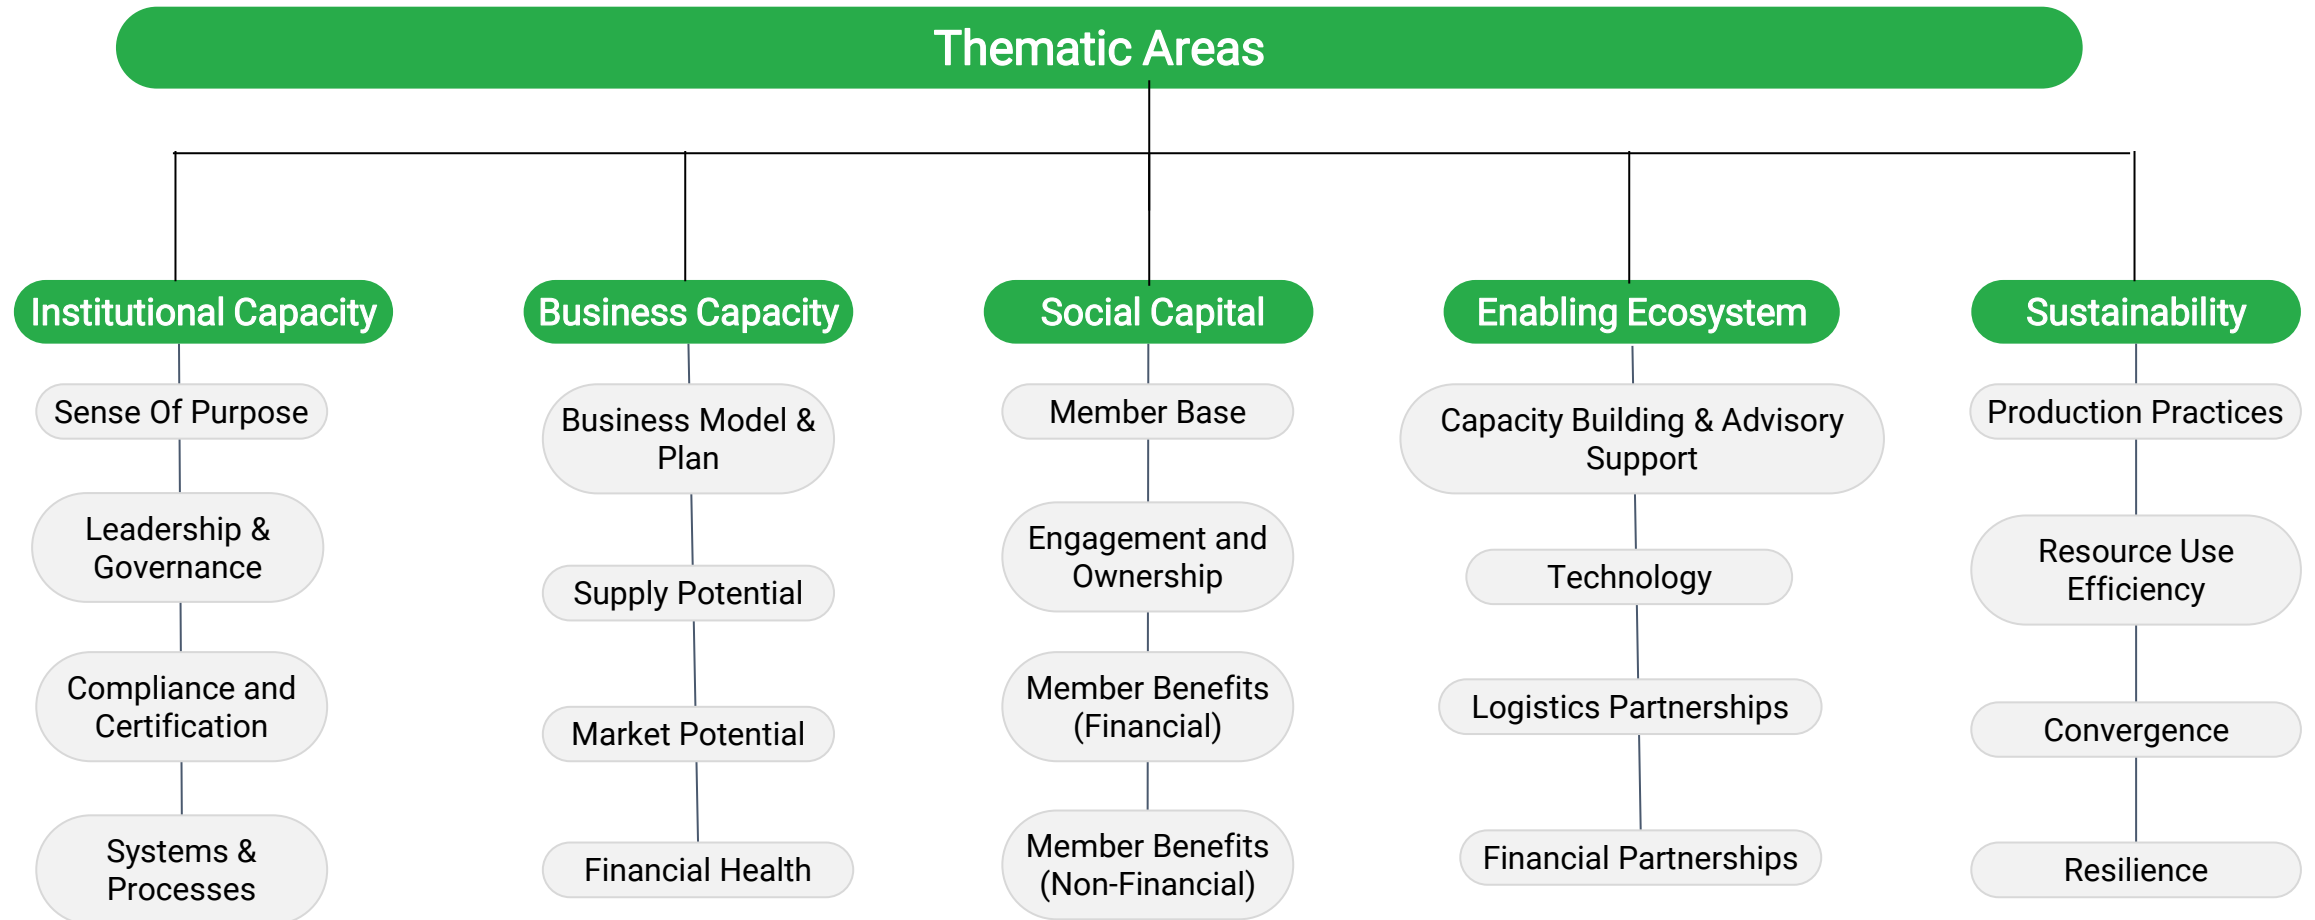 Thematic Areas
Institutional Capacity
Sense Of Purpose
Leadership &
Governance
Compliance and
Certification
Systems &
Processes
Business Capacity
Business Model &
Plan
Supply Potential
Market Potential
Financial Health
Social Capital
Member Base
Engagement and
Ownership
Member Benefits
(Financial)
Member Benefits
(Non-Financial)
Enabling Ecosystem
Capacity Building & Advisory
Support
Technology
Logistics Partnerships
Financial Partnerships
Sustainability
Production Practices
Resource Use
Efficiency
Convergence
Resilience